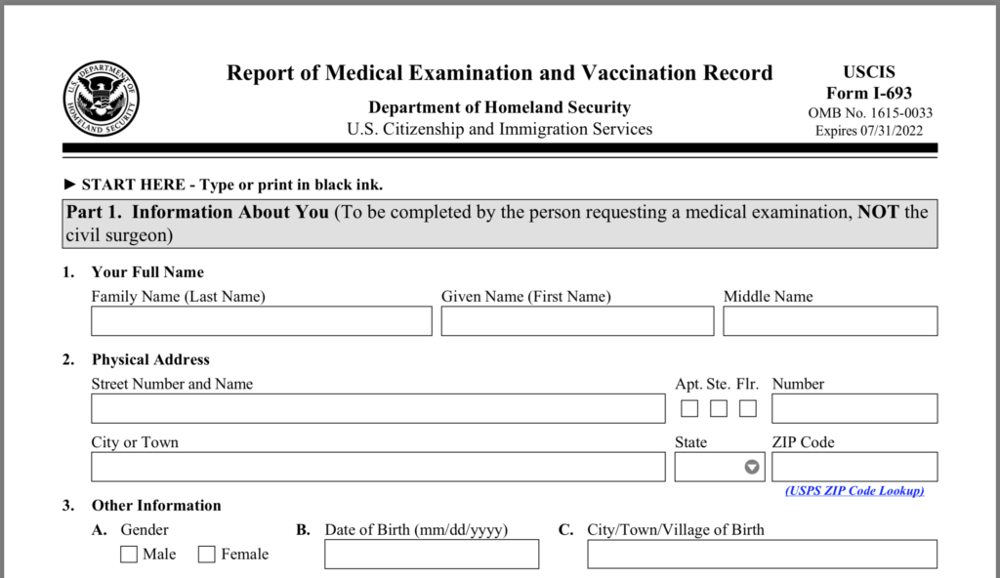 U.S. DEPARTMENT OF
HOMELAND SECURITY
Report of Medical Examination and Vaccination Record
Department of Homeland Security
U.S. Citizenship and Immigration Services
USCIS
Form I-693
OMB No. 1615-0033
Expires 07/31/2022
► START HERE - Type or print in black ink.
Part 1. Information About You (To be completed by the person requesting a medical examination, NOT the
civil surgeon)
1. Your Full Name
Family Name (Last Name) Given Name (First Name) Middle Name
2. Physical Address
Street Number and Name Apt. Ste. Flr. Number
City or Town State ZIP Code
(USPS ZIP Code Lookup)
3. Other Information
A. Gender B. Date of Birth (mm/dd/yyyy) C. City/Town/Village of Birth
Male Female